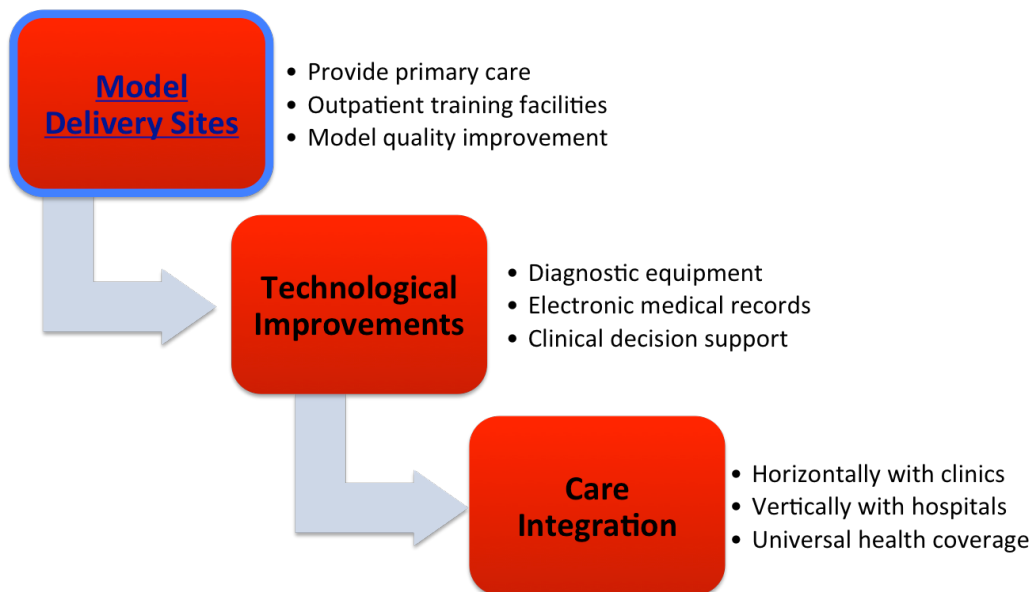 Model
Delivery Sites
• Provide primary care
• Outpatient training facilities
• Model quality improvement
Technological
Improvements
• Diagnostic equipment
• Electronic medical records
• Clinical decision support
Care
Integration
• Horizontally with clinics
• Vertically with hospitals
• Universal health coverage